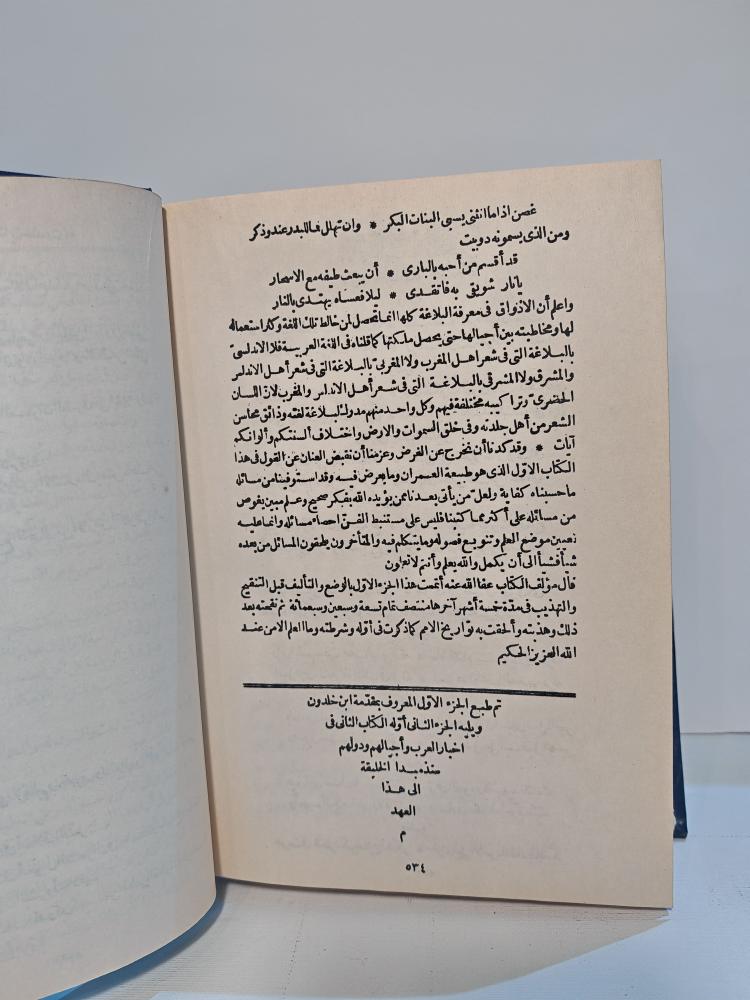 غصن اذا ما انثنى يسبى البنات البكر * وان تهلل فما للبدر عندو ذكر
ومن الذى يسمونه دوبيت
قد أقسم من أحبه بالبارى * أن يبعث طيفه مع الاسحار
يا نار شويقى به فاتقدى * ليلا فعساه يهتدى بالنار
واعلم أن الاذواق فى معرفة البلاغة كلها انما تحصل لمن خالط تلك اللغة وكثر استعماله
لها ومخاطبته بين أجيالها حتى يحصل ملكتها كما قلناه فى اللغة العربية فلا الاندلسى
بالبلاغة التى فى شعر اهل المغرب ولا المغربى بالبلاغة التى فى شعر أهل الاندلس
والمشرق ولا المشرقى بالبلاغة التى فى شعر أهل الاندلس والمغرب لان اللسان
الحضرى وتراكيبه مختلفة فيهم وكل واحد منهم مدرك لبلاغة لغته وذائق محاسن
الشعر من أهل جلدته وفى خلق السموات والارض واختلاف ألسنتكم وألوانكم
آيات * وقد كدنا أن نخرج عن الغرض وعزمنا أن نقبض العنان عن القول فى هذا
الكتاب الاول الذى هو طبيعة العمران وما يعرض فيه وقد استوفينا من مسائله
ما حسبناه كفاية ولعل من يأتى بعدنا ممن يؤيده الله بفكر صحيح وعلم مبين يغوص
من مسائله على أكثر مما كتبنا فليس على مستنبط الفن احصاء مسائله وانما عليه
تعيين موضع العلم وتنويع فصوله وما يتكلم فيه والمتأخرون يلحقون المسائل من بعده
شيأ فشيأ الى أن يكمل والله يعلم وأنتم لا تعلمون
قال مؤلف الكتاب عفا الله عنه أتممت هذا الجزء الاول بالوضع والتأليف قبل التنقيح
والتهذيب فى مدة خمسة أشهر آخرها منتصف عام تسعة وسبعين وسبعمائة ثم نقحته بعد
ذلك وهذبته وألحقت به تواريخ الامم كما ذكرت فى أوله وشرطته وما العلم الا من عند
الله العزيز الحكيم
تم طبع الجزء الاول المعروف بمقدمة ابن خلدون
ويليه الجزء الثانى أوله الكتاب الثانى فى
اخبار العرب وأجيالهم ودولهم
منذ مبدا الخليقة
الى هذا
العهد
م
٥٣٤